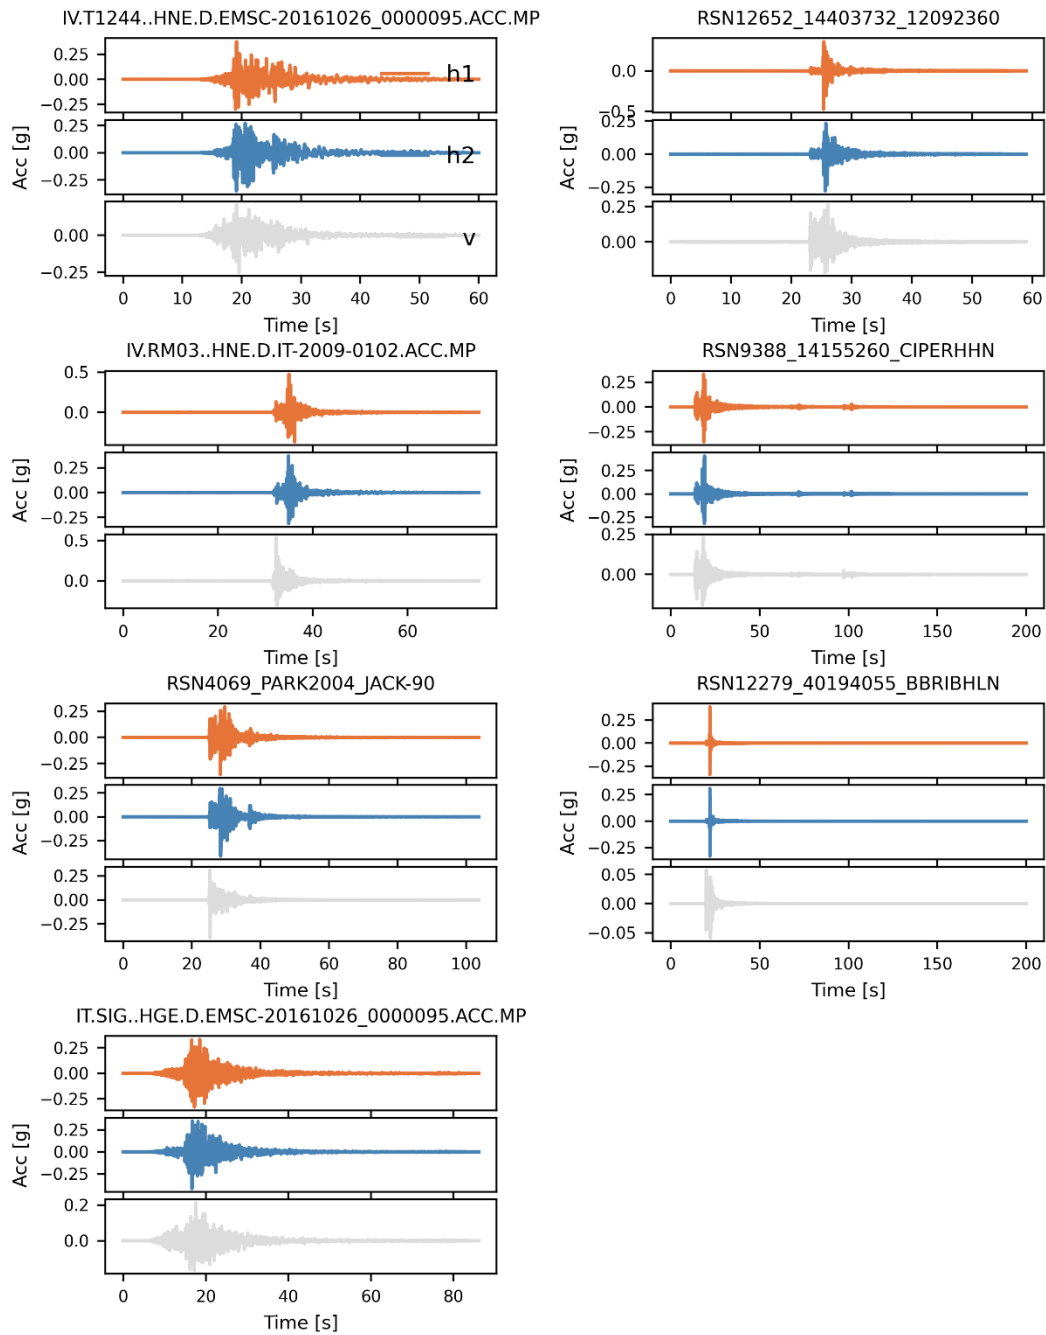 IV.T1244..HNE.D.EMSC-20161026_0000095.ACC.MP
0.25
0.00
−0.25
h1
0.25
0.00
−0.25
h2
0.00
−0.25
v
Acc [g]
0 10 20 30 40 50 60
Time [s]
RSN12652_14403732_12092360
0.0
−0.5
0.25
0.00
−0.25
0.00
Acc [g]
0 10 20 30 40 50 60
Time [s]
IV.RM03..HNE.D.IT-2009-0102.ACC.MP
0.5
0.0
0.25
0.00
−0.25
0.5
0.0
Acc [g]
0 20 40 60
Time [s]
RSN9388_14155260_CIPERHHN
0.25
0.00
−0.25
0.25
0.00
−0.25
0.25
0.00
Acc [g]
0 50 100 150 200
Time [s]
RSN4069_PARK2004_JACK-90
0.25
0.00
−0.25
0.25
0.00
−0.25
0.25
0.00
−0.25
Acc [g]
0 20 40 60 80 100
Time [s]
RSN12279_40194055_BBRIBHLN
0.25
0.00
−0.25
0.25
0.00
−0.25
0.05
0.00
−0.05
Acc [g]
0 50 100 150 200
Time [s]
IT.SIG..HGE.D.EMSC-20161026_0000095.ACC.MP
0.25
0.00
−0.25
0.25
0.00
−0.25
0.2
0.0
Acc [g]
0 20 40 60 80
Time [s]